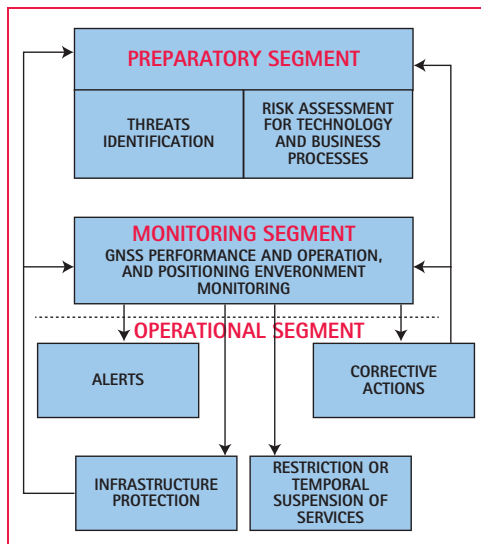 PREPARATORY SEGMENT
THREATS
IDENTIFICATION
RISK ASSESSMENT
FOR TECHNOLOGY
AND BUSINESS
PROCESSES
MONITORING SEGMENT
GNSS PERFORMANCE AND OPERATION,
AND POSITIONING ENVORONMENT
MONITORING
OPERATIONAL SEGMENT
ALERTS
CORRECTIVE
ACTIONS
INFRASTRUCTURE
PROTECTION
RESTRICTION OR
TEMPORAL
SUSPENSION OF
SERVICES